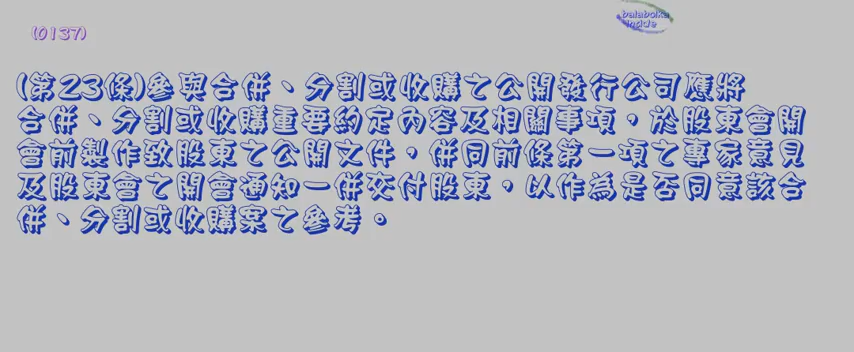 balabolka
inside
(0137)
(第23條)參與合併、分割或收購之公開發行公司應將
合併、分割或收購重要約定內容及相關事項，於股東會開
會前製作致股東之公開文件，併同前條第一項之專家意見
及股東會之開會通知一併交付股東，以作為是否同意該合
併、分割或收購案之參考。